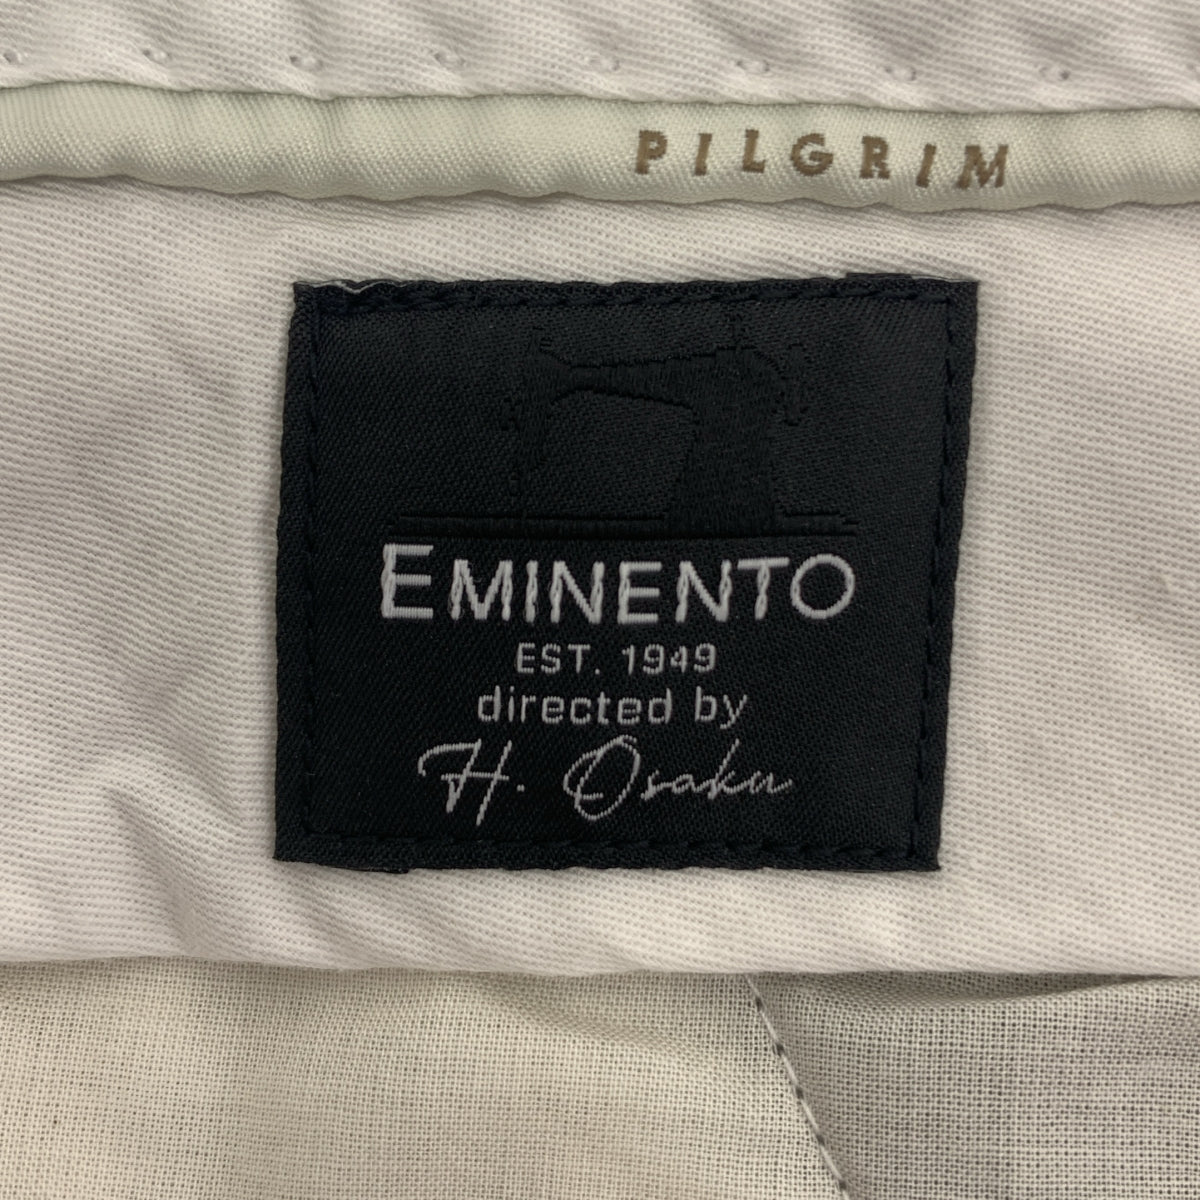 PILGRIM
EMINENTO
EST. 1949
directed by
H. Osaku